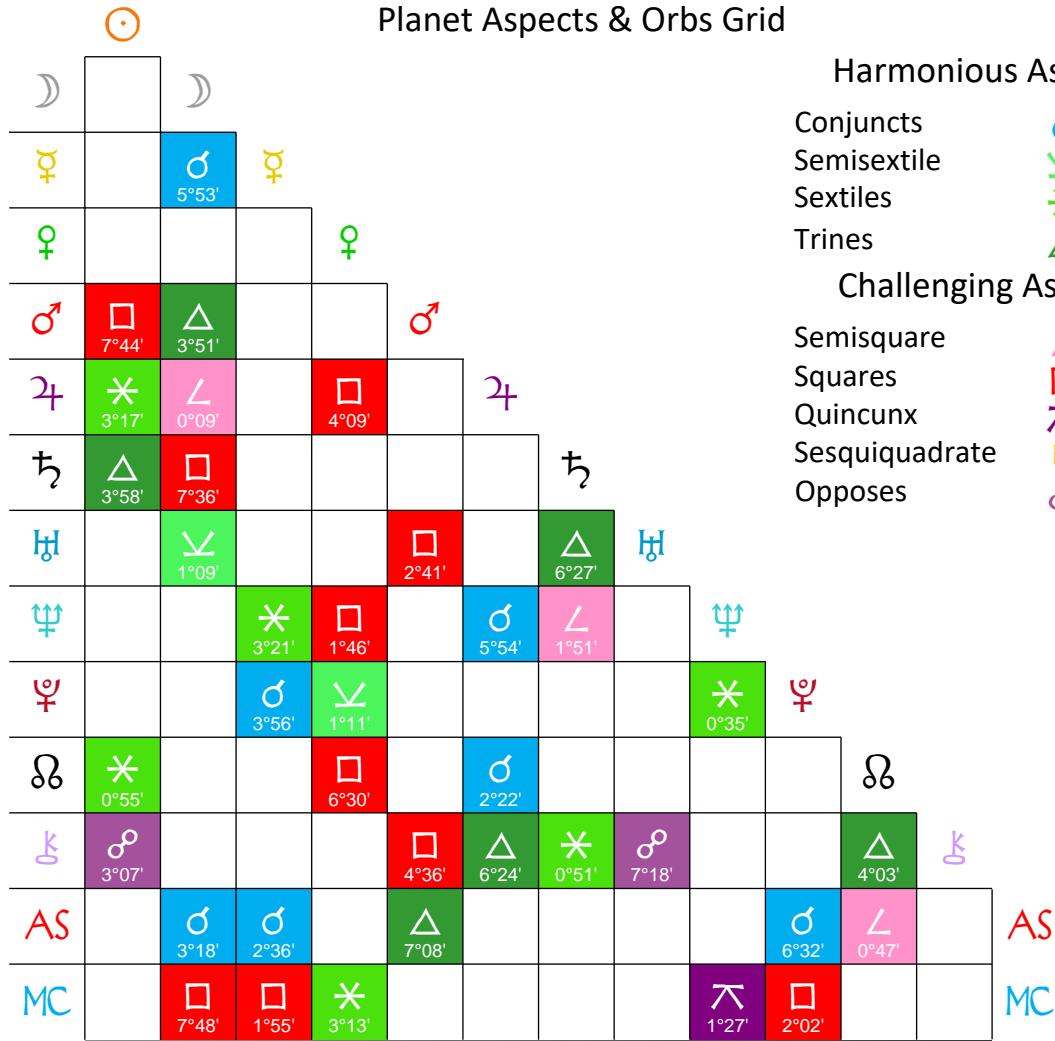 ☉ Planet Aspects & Orbs Grid
Harmonious As
☽ ☽
Conjuncts ☌
Semisextile ⚺
☿ ☌ ☿
5°53'
Sextiles ⚹
Trines △
♀ ♀
Challenging As
♂ □ △ ♂
7°44' 3°51'
Semisquare ∠
Squares □
♃ ⚹ ∠ □ ♃
3°17' 0°09' 4°09'
Quincunx ⚻
Sesquiquadrate
♄ △ □ ♄
3°58' 7°36'
Opposes ☍
♅ ⚺ □ △ ♅
1°09' 2°41' 6°27'
♆ ⚹ □ ☌ ∠ ♆
3°21' 1°46' 5°54' 1°51'
♇ ☌ ⚺ ⚹ ♇
3°56' 1°11' 0°35'
☊ ⚹ □ ☌ ☊
0°55' 6°30' 2°22'
⚷ ☍ □ △ ⚹ ☍ △ ⚷
3°07' 4°36' 6°24' 0°51' 7°18' 4°03'
AS ☌ ☌ △ ☌ ∠ AS
3°18' 2°36' 7°08' 6°32' 0°47'
MC □ □ ⚹ ⚻ □ MC
7°48' 1°55' 3°13' 1°27' 2°02'